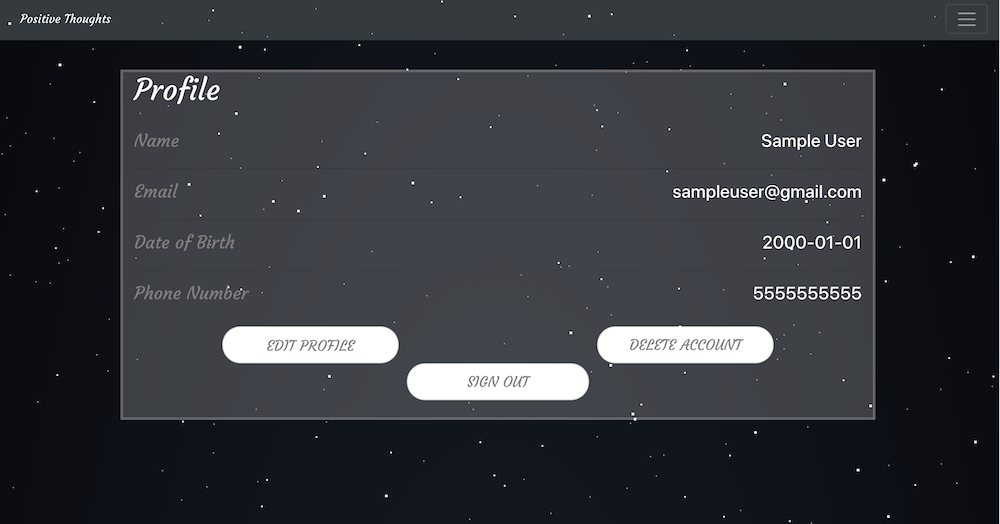 Positive Thoughts
Profile
Name Sample User
Email sampleuser@gmail.com
Date of Birth 2000-01-01
Phone Number 5555555555
EDIT PROFILE DELETE ACCOUNT
SIGN OUT